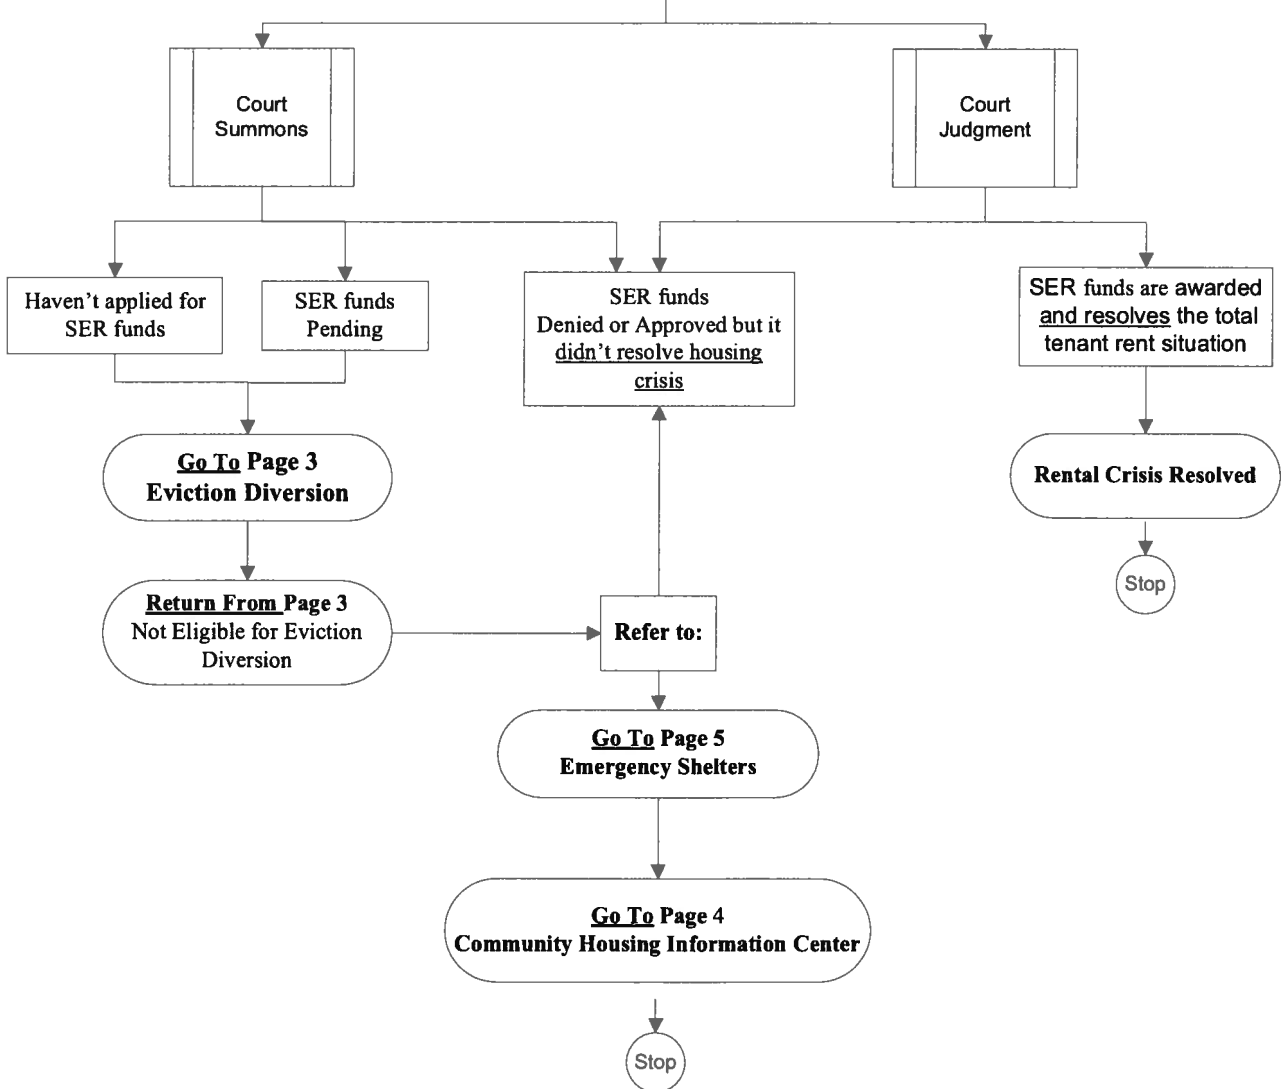 Court
Summons
Court
Judgment
Haven't applied for
SER funds
SER funds
Pending
SER funds
Denied or Approved but it
didn't resolve housing
crisis
SER funds are awarded
and resolves the total
tenant rent situation
Go To Page 3
Eviction Diversion
Rental Crisis Resolved
Stop
Return From Page 3
Not Eligible for Eviction
Diversion
Refer to:
Go To Page 5
Emergency Shelters
Go To Page 4
Community Housing Information Center
Stop